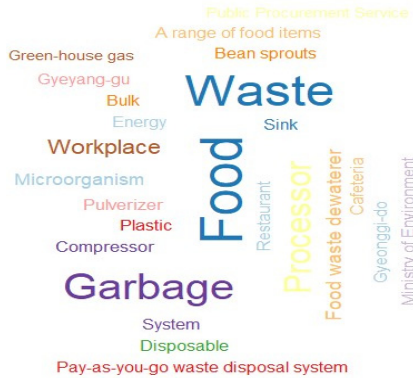 Public Procurement Service
A range of food items
Green-house gas
Bean sprouts
Gyeyang-gu
Waste
Bulk
Energy
Sink
Workplace
Food
Processor
Food waste dewaterer
Cafeteria
Ministry of Environment
Restaurant
Gyeonggi-do
Microorganism
Pulverizer
Plastic
Compressor
Garbage
System
Disposable
Pay-as-you-go waste disposal system